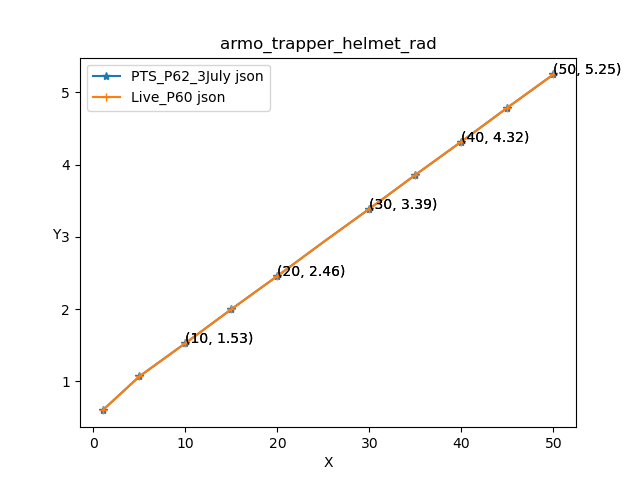 armo_trapper_helmet_rad
PTS_P62_3July json
Live_P60 json
(50, 5.25)
(40, 4.32)
(30, 3.39)
(20, 2.46)
(10, 1.53)
5
4
3
2
1
Y
0 10 20 30 40 50
X